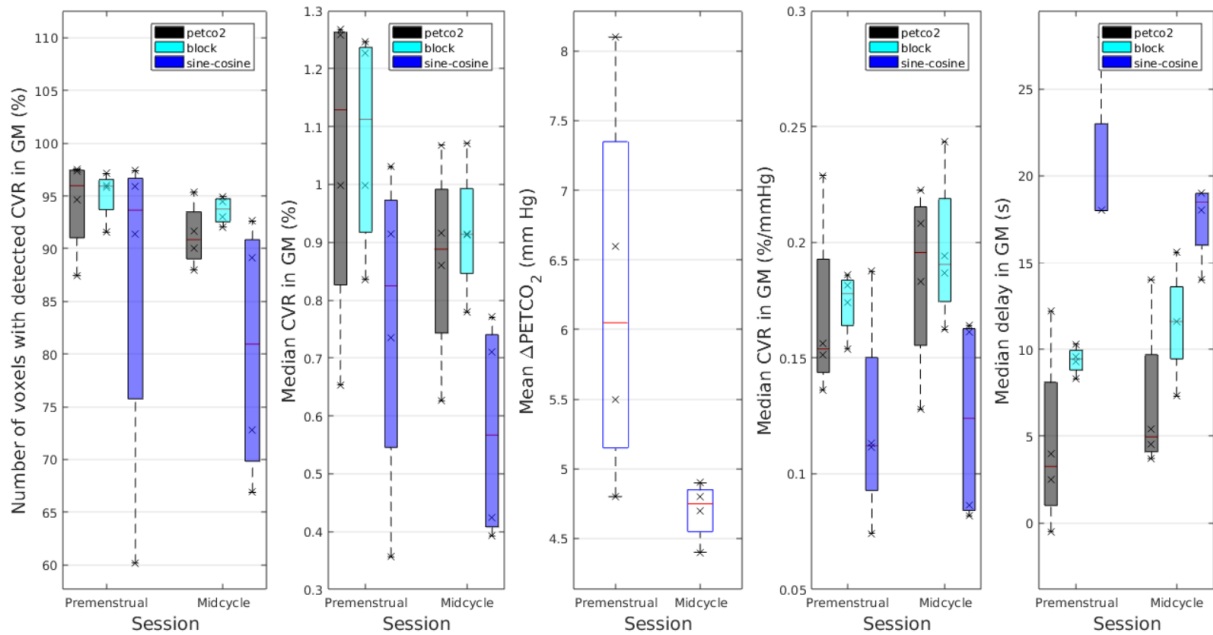 Number of voxels with detected CVR in GM (%)
110
105
100
95
90
85
80
75
70
65
60
petco2
block
sine-cosine
Premenstrual Midcycle
Session
Median CVR in GM (%)
1.3
1.2
1.1
1
0.9
0.8
0.7
0.6
0.5
0.4
0.3
petco2
block
sine-cosine
Premenstrual Midcycle
Session
Mean ΔPETCO₂ (mm Hg)
8
7.5
7
6.5
6
5.5
5
4.5
Premenstrual Midcycle
Session
Median CVR in GM (%/mmHg)
0.3
0.25
0.2
0.15
0.1
0.05
petco2
block
sine-cosine
Premenstrual Midcycle
Session
Median delay in GM (s)
25
20
15
10
5
0
petco2
block
sine-cosine
Premenstrual Midcycle
Session